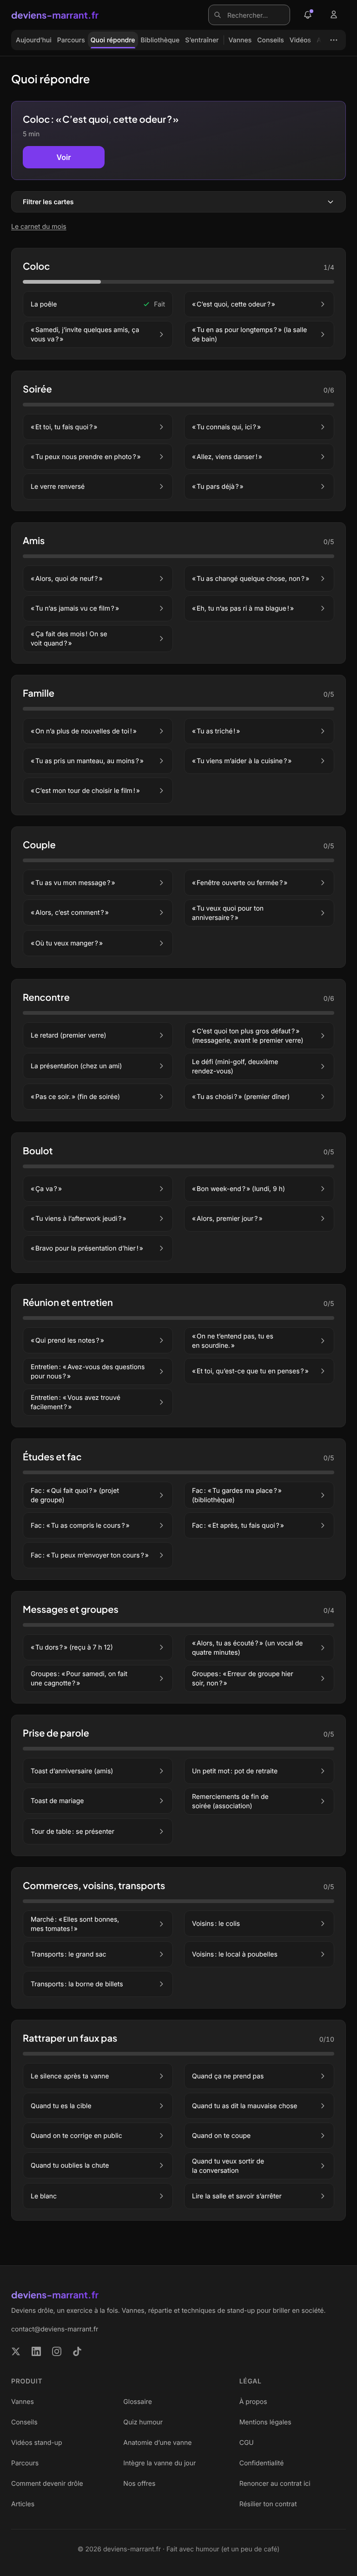 deviens-marrant.fr
Rechercher...
Aujourd'hui Parcours Quoi répondre Bibliothèque S'entraîner Vannes Conseils Vidéos
Quoi répondre
Coloc : « C'est quoi, cette odeur ? »
5 min
Voir
Filtrer les cartes
Le carnet du mois
Coloc 1/4
La poêle Fait
« C'est quoi, cette odeur ? »
« Samedi, j'invite quelques amis, ça
vous va ? »
« Tu en as pour longtemps ? » (la salle
de bain)
Soirée 0/6
« Et toi, tu fais quoi ? »
« Tu connais qui, ici ? »
« Tu peux nous prendre en photo ? »
« Allez, viens danser ! »
Le verre renversé
« Tu pars déjà ? »
Amis 0/5
« Alors, quoi de neuf ? »
« Tu as changé quelque chose, non ? »
« Tu n'as jamais vu ce film ? »
« Eh, tu n'as pas ri à ma blague ! »
« Ça fait des mois ! On se
voit quand ? »
Famille 0/5
« On n'a plus de nouvelles de toi ! »
« Tu as triché ! »
« Tu as pris un manteau, au moins ? »
« Tu viens m'aider à la cuisine ? »
« C'est mon tour de choisir le film ! »
Couple 0/5
« Tu as vu mon message ? »
« Fenêtre ouverte ou fermée ? »
« Alors, c'est comment ? »
« Tu veux quoi pour ton
anniversaire ? »
« Où tu veux manger ? »
Rencontre 0/6
Le retard (premier verre)
« C'est quoi ton plus gros défaut ? »
(messagerie, avant le premier verre)
La présentation (chez un ami)
Le défi (mini-golf, deuxième
rendez-vous)
« Pas ce soir. » (fin de soirée)
« Tu as choisi ? » (premier dîner)
Boulot 0/5
« Ça va ? »
« Bon week-end ? » (lundi, 9 h)
« Tu viens à l'afterwork jeudi ? »
« Alors, premier jour ? »
« Bravo pour la présentation d'hier ! »
Réunion et entretien 0/5
« Qui prend les notes ? »
« On ne t'entend pas, tu es
en sourdine. »
Entretien : « Avez-vous des questions
pour nous ? »
« Et toi, qu'est-ce que tu en penses ? »
Entretien : « Vous avez trouvé
facilement ? »
Études et fac 0/5
Fac : « Qui fait quoi ? » (projet
de groupe)
Fac : « Tu gardes ma place ? »
(bibliothèque)
Fac : « Tu as compris le cours ? »
Fac : « Et après, tu fais quoi ? »
Fac : « Tu peux m'envoyer ton cours ? »
Messages et groupes 0/4
« Tu dors ? » (reçu à 7 h 12)
« Alors, tu as écouté ? » (un vocal de
quatre minutes)
Groupes : « Pour samedi, on fait
une cagnotte ? »
Groupes : « Erreur de groupe hier
soir, non ? »
Prise de parole 0/5
Toast d'anniversaire (amis)
Un petit mot : pot de retraite
Toast de mariage
Remerciements de fin de
soirée (association)
Tour de table : se présenter
Commerces, voisins, transports 0/5
Marché : « Elles sont bonnes,
mes tomates ! »
Voisins : le colis
Transports : le grand sac
Voisins : le local à poubelles
Transports : la borne de billets
Rattraper un faux pas 0/10
Le silence après ta vanne
Quand ça ne prend pas
Quand tu es la cible
Quand tu as dit la mauvaise chose
Quand on te corrige en public
Quand on te coupe
Quand tu oublies la chute
Quand tu veux sortir de
la conversation
Le blanc
Lire la salle et savoir s'arrêter
deviens-marrant.fr
Deviens drôle, un exercice à la fois. Vannes, répartie et techniques de stand-up pour briller en société.
contact@deviens-marrant.fr
PRODUIT
Vannes
Conseils
Vidéos stand-up
Parcours
Comment devenir drôle
Articles
Glossaire
Quiz humour
Anatomie d'une vanne
Intègre la vanne du jour
Nos offres
LÉGAL
À propos
Mentions légales
CGU
Confidentialité
Renoncer au contrat ici
Résilier ton contrat
© 2026 deviens-marrant.fr · Fait avec humour (et un peu de café)